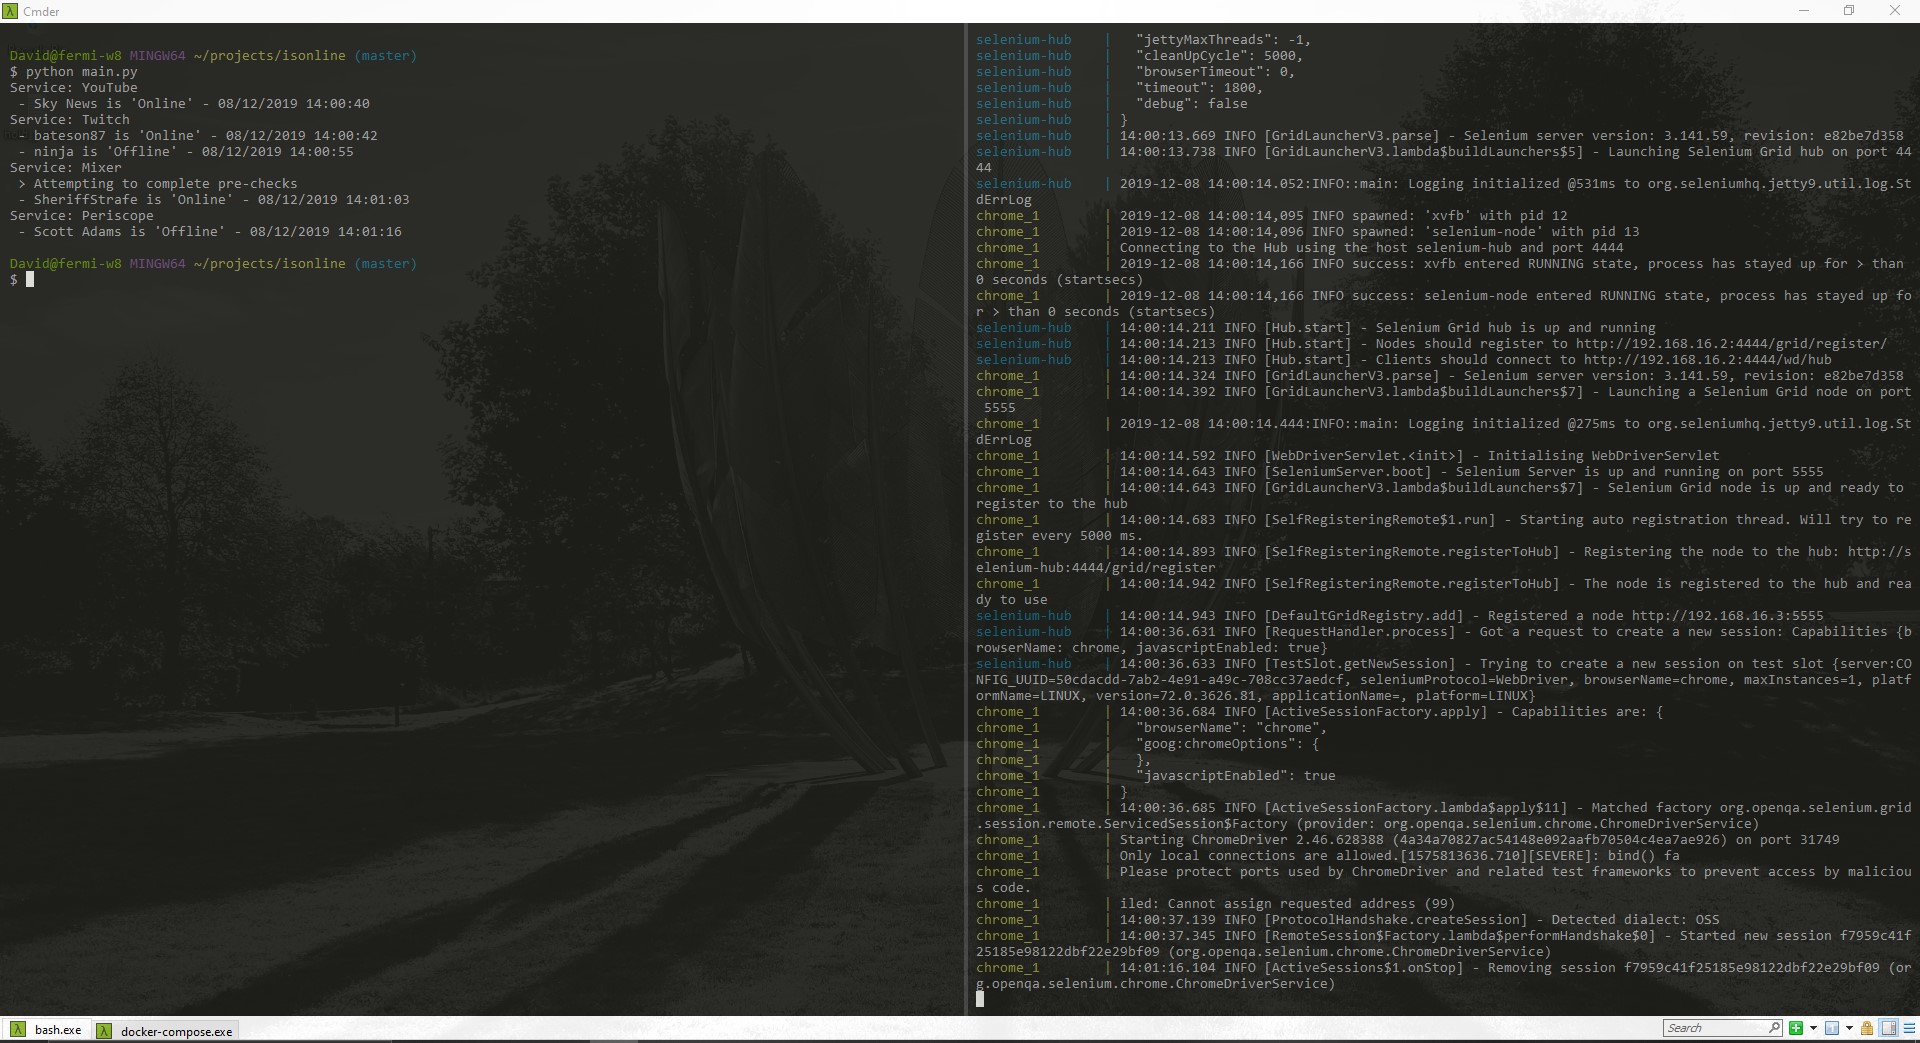 Cmder
David@fermi-w8 MINGW64 ~/projects/isonline (master)
$ python main.py
Service: YouTube
 - Sky News is 'Online' - 08/12/2019 14:00:40
Service: Twitch
 - bateson87 is 'Online' - 08/12/2019 14:00:42
 - ninja is 'Offline' - 08/12/2019 14:00:55
Service: Mixer
 > Attempting to complete pre-checks
 - SheriffStrafe is 'Online' - 08/12/2019 14:01:03
Service: Periscope
 - Scott Adams is 'Offline' - 08/12/2019 14:01:16
David@fermi-w8 MINGW64 ~/projects/isonline (master)
$
selenium-hub    |   "jettyMaxThreads": -1,
selenium-hub    |   "cleanUpCycle": 5000,
selenium-hub    |   "browserTimeout": 0,
selenium-hub    |   "timeout": 1800,
selenium-hub    |   "debug": false
selenium-hub    | }
selenium-hub    | 14:00:13.669 INFO [GridLauncherV3.parse] - Selenium server version: 3.141.59, revision: e82be7d358
selenium-hub    | 14:00:13.738 INFO [GridLauncherV3.lambda$buildLaunchers$5] - Launching Selenium Grid hub on port 44
44
selenium-hub    | 2019-12-08 14:00:14.052:INFO::main: Logging initialized @531ms to org.seleniumhq.jetty9.util.log.St
dErrLog
chrome_1        | 2019-12-08 14:00:14,095 INFO spawned: 'xvfb' with pid 12
chrome_1        | 2019-12-08 14:00:14,096 INFO spawned: 'selenium-node' with pid 13
chrome_1        | Connecting to the Hub using the host selenium-hub and port 4444
chrome_1        | 2019-12-08 14:00:14,166 INFO success: xvfb entered RUNNING state, process has stayed up for > than
0 seconds (startsecs)
chrome_1        | 2019-12-08 14:00:14,166 INFO success: selenium-node entered RUNNING state, process has stayed up fo
r > than 0 seconds (startsecs)
selenium-hub    | 14:00:14.211 INFO [Hub.start] - Selenium Grid hub is up and running
selenium-hub    | 14:00:14.213 INFO [Hub.start] - Nodes should register to http://192.168.16.2:4444/grid/register/
selenium-hub    | 14:00:14.213 INFO [Hub.start] - Clients should connect to http://192.168.16.2:4444/wd/hub
chrome_1        | 14:00:14.324 INFO [GridLauncherV3.parse] - Selenium server version: 3.141.59, revision: e82be7d358
chrome_1        | 14:00:14.392 INFO [GridLauncherV3.lambda$buildLaunchers$7] - Launching a Selenium Grid node on port
 5555
chrome_1        | 2019-12-08 14:00:14.444:INFO::main: Logging initialized @275ms to org.seleniumhq.jetty9.util.log.St
dErrLog
chrome_1        | 14:00:14.592 INFO [WebDriverServlet.<init>] - Initialising WebDriverServlet
chrome_1        | 14:00:14.643 INFO [SeleniumServer.boot] - Selenium Server is up and running on port 5555
chrome_1        | 14:00:14.643 INFO [GridLauncherV3.lambda$buildLaunchers$7] - Selenium Grid node is up and ready to
register to the hub
chrome_1        | 14:00:14.683 INFO [SelfRegisteringRemote$1.run] - Starting auto registration thread. Will try to re
gister every 5000 ms.
chrome_1        | 14:00:14.893 INFO [SelfRegisteringRemote.registerToHub] - Registering the node to the hub: http://s
elenium-hub:4444/grid/register
chrome_1        | 14:00:14.942 INFO [SelfRegisteringRemote.registerToHub] - The node is registered to the hub and rea
dy to use
selenium-hub    | 14:00:14.943 INFO [DefaultGridRegistry.add] - Registered a node http://192.168.16.3:5555
selenium-hub    | 14:00:36.631 INFO [RequestHandler.process] - Got a request to create a new session: Capabilities {b
rowserName: chrome, javascriptEnabled: true}
selenium-hub    | 14:00:36.633 INFO [TestSlot.getNewSession] - Trying to create a new session on test slot {server:CO
NFIG_UUID=50cdacdd-7ab2-4e91-a49c-708cc37aedcf, seleniumProtocol=WebDriver, browserName=chrome, maxInstances=1, platf
ormName=LINUX, version=72.0.3626.81, applicationName=, platform=LINUX}
chrome_1        | 14:00:36.684 INFO [ActiveSessionFactory.apply] - Capabilities are: {
chrome_1        |   "browserName": "chrome",
chrome_1        |   "goog:chromeOptions": {
chrome_1        |   },
chrome_1        |   "javascriptEnabled": true
chrome_1        | }
chrome_1        | 14:00:36.685 INFO [ActiveSessionFactory.lambda$apply$11] - Matched factory org.openqa.selenium.grid
.session.remote.ServicedSession$Factory (provider: org.openqa.selenium.chrome.ChromeDriverService)
chrome_1        | Starting ChromeDriver 2.46.628388 (4a34a70827ac54148e092aafb70504c4ea7ae926) on port 31749
chrome_1        | Only local connections are allowed.[1575813636.710][SEVERE]: bind() fa
chrome_1        | Please protect ports used by ChromeDriver and related test frameworks to prevent access by maliciou
s code.
chrome_1        | iled: Cannot assign requested address (99)
chrome_1        | 14:00:37.139 INFO [ProtocolHandshake.createSession] - Detected dialect: OSS
chrome_1        | 14:00:37.345 INFO [RemoteSession$Factory.lambda$performHandshake$0] - Started new session f7959c41f
25185e98122dbf22e29bf09 (org.openqa.selenium.chrome.ChromeDriverService)
chrome_1        | 14:01:16.104 INFO [ActiveSessions$1.onStop] - Removing session f7959c41f25185e98122dbf22e29bf09 (or
g.openqa.selenium.chrome.ChromeDriverService)
bash.exe
docker-compose.exe
Search